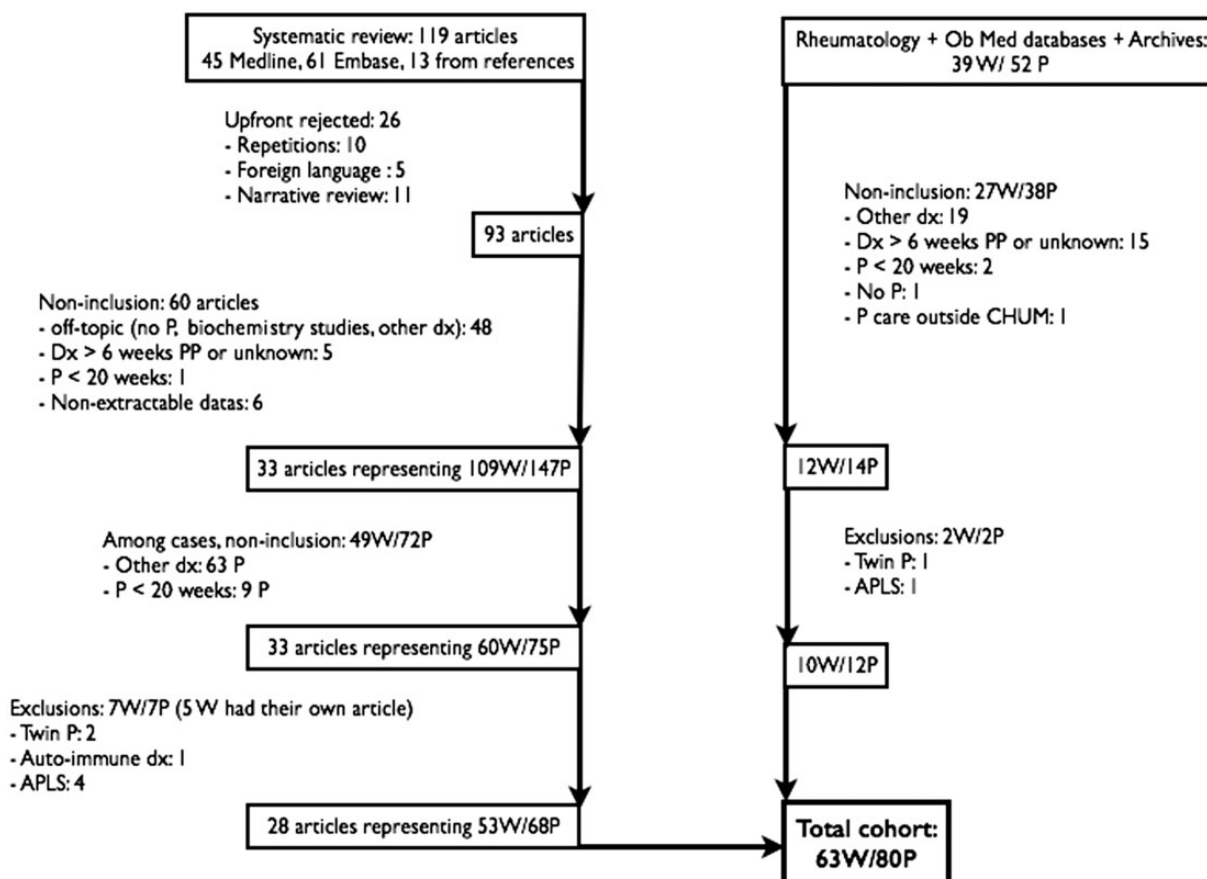 Systematic review: 119 articles
45 Medline, 61 Embase, 13 from references
Upfront rejected: 26
- Repetitions: 10
- Foreign language : 5
- Narrative review: 11
93 articles
Non-inclusion: 60 articles
- off-topic (no P, biochemistry studies, other dx): 48
- Dx > 6 weeks PP or unknown: 5
- P < 20 weeks: 1
- Non-extractable datas: 6
33 articles representing 109W/147P
Among cases, non-inclusion: 49W/72P
- Other dx: 63 P
- P < 20 weeks: 9 P
33 articles representing 60W/75P
Exclusions: 7W/7P (5 W had their own article)
- Twin P: 2
- Auto-immune dx: 1
- APLS: 4
28 articles representing 53W/68P
Rheumatology + Ob Med databases + Archives:
39 W/ 52 P
Non-inclusion: 27W/38P
- Other dx: 19
- Dx > 6 weeks PP or unknown: 15
- P < 20 weeks: 2
- No P: 1
- P care outside CHUM: 1
12W/14P
Exclusions: 2W/2P
- Twin P: 1
- APLS: 1
10W/12P
Total cohort:
63W/80P